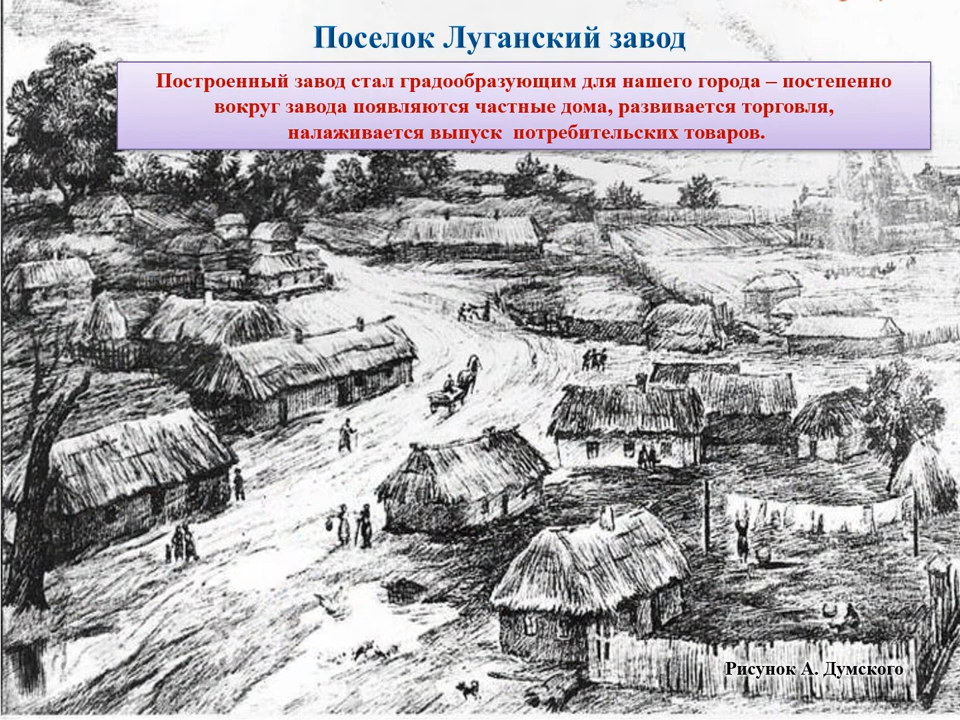 Поселок Луганский завод
Построенный завод стал градообразующим для нашего города – постепенно
вокруг завода появляются частные дома, развивается торговля,
налаживается выпуск потребительских товаров.
Рисунок А. Думского